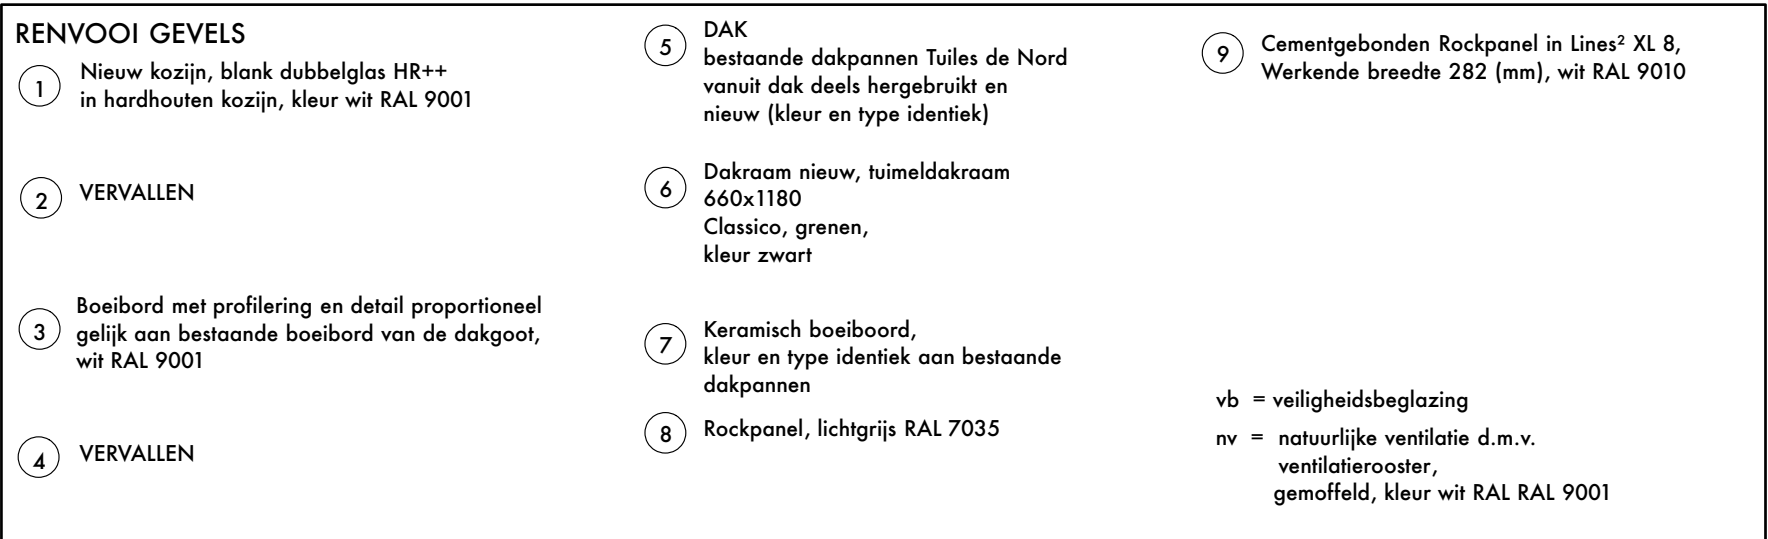 RENVOOI GEVELS
1
Nieuw kozijn, blank dubbelglas HR++
in hardhouten kozijn, kleur wit RAL 9001
2
VERVALLEN
3
Boeibord met profilering en detail proportioneel
gelijk aan bestaande boeibord van de dakgoot,
wit RAL 9001
4
VERVALLEN
5
DAK
bestaande dakpannen Tuiles de Nord
vanuit dak deels hergebruikt en
nieuw (kleur en type identiek)
6
Dakraam nieuw, tuimeldakraam
660x1180
Classico, grenen,
kleur zwart
7
Keramisch boeiboord,
kleur en type identiek aan bestaande
dakpannen
8
Rockpanel, lichtgrijs RAL 7035
9
Cementgebonden Rockpanel in Lines² XL 8,
Werkende breedte 282 (mm), wit RAL 9010
vb = veiligheidsbeglazing
nv = natuurlijke ventilatie d.m.v.
ventilatierooster,
gemoffeld, kleur wit RAL RAL 9001